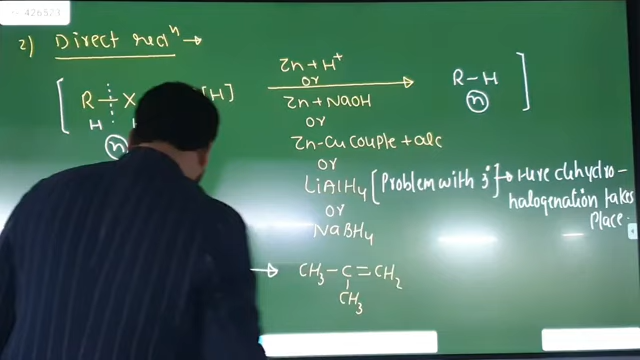 426523
2) Direct redⁿ →
[ R–X [H]
H
(n)
Zn + H⁺
or
Zn + NaOH
or
Zn-Cu couple + alc
or
LiAlH₄ [Problem with 3°] → Here dehydro-
halogenation takes
place.
or
NaBH₄
R–H ]
(n)
→ CH₃–C=CH₂
CH₃